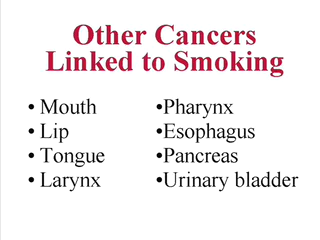 Other Cancers
Linked to Smoking
• Mouth
• Lip
• Tongue
• Larynx
•Pharynx
•Esophagus
•Pancreas
•Urinary bladder